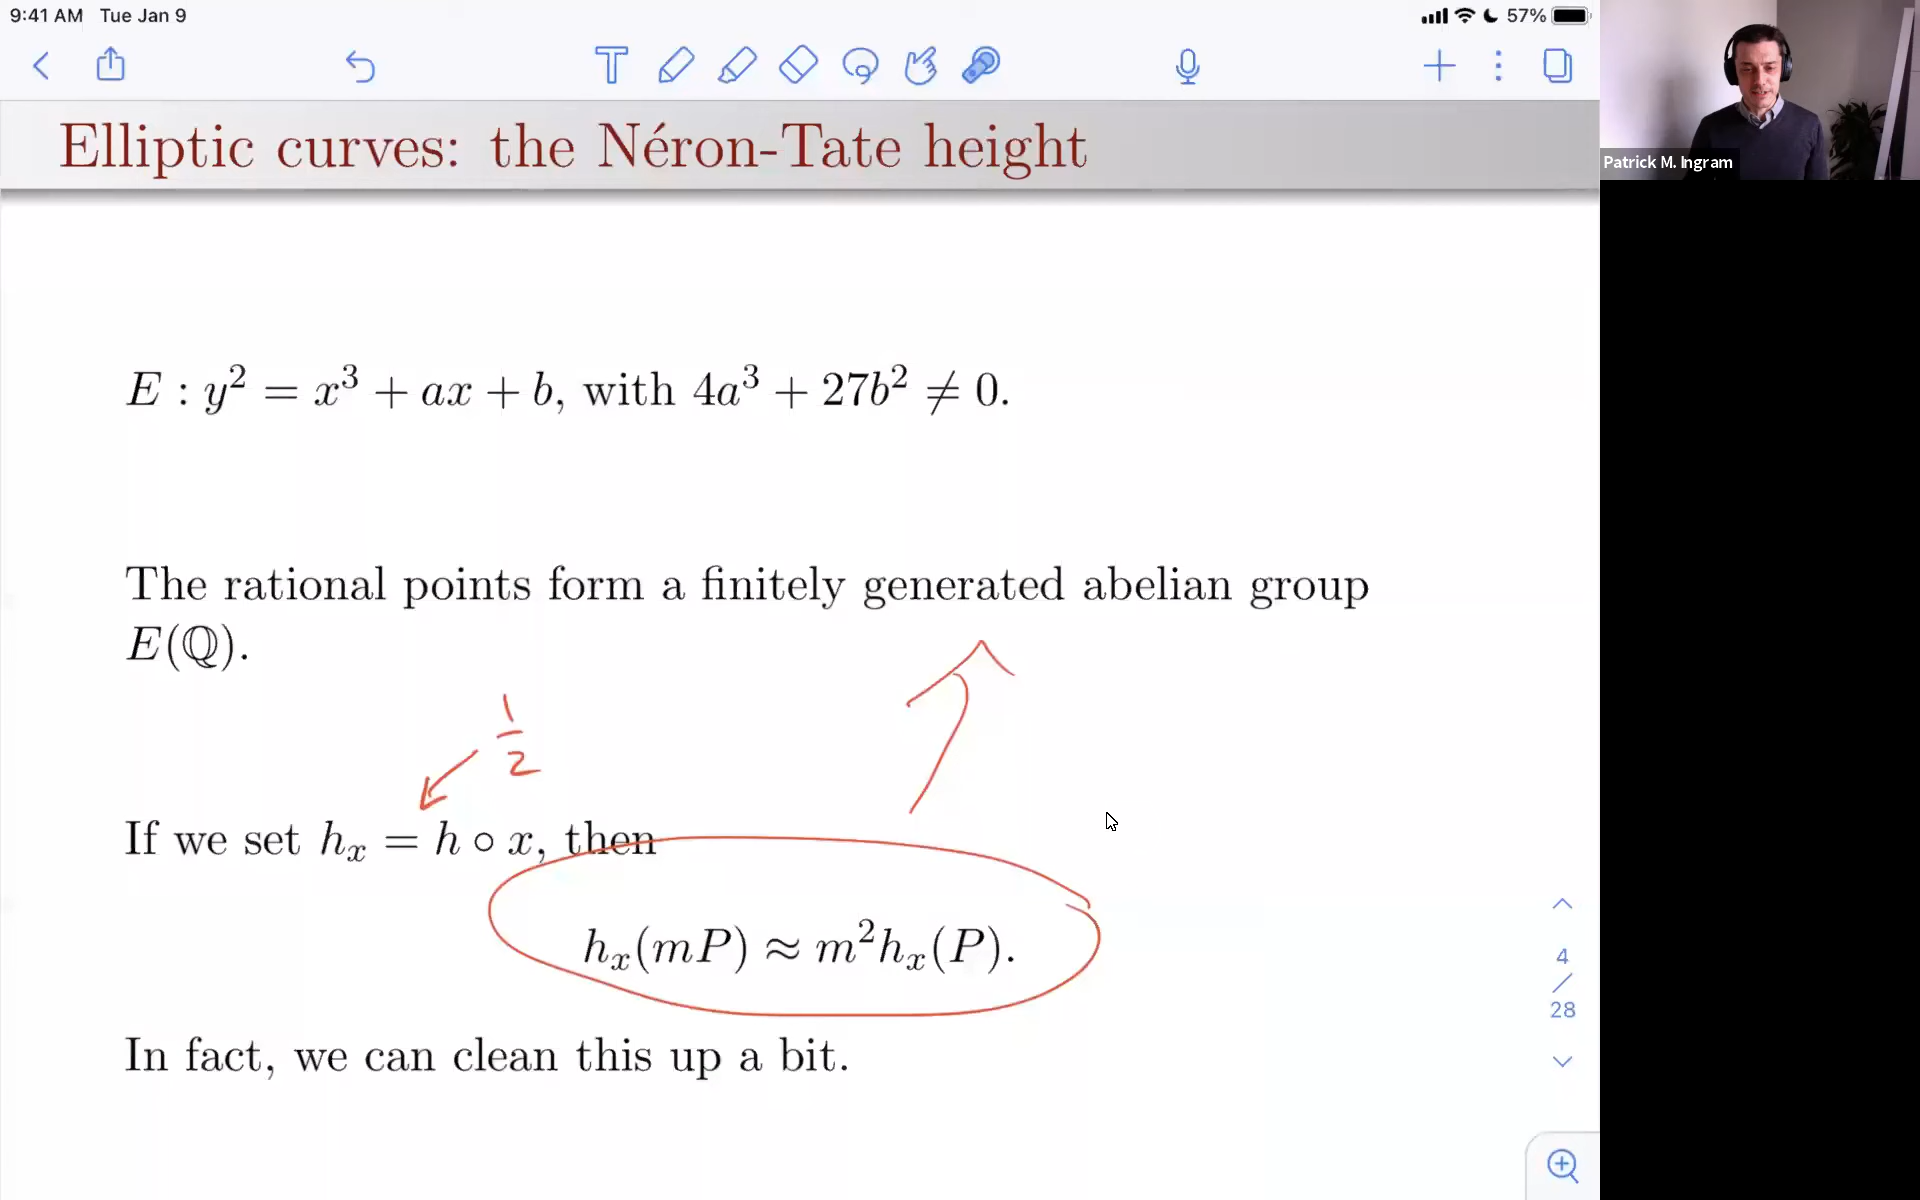 9:41 AM Tue Jan 9
57%
Elliptic curves: the Néron-Tate height
Patrick M. Ingram
E : y² = x³ + ax + b, with 4a³ + 27b² ≠ 0.
The rational points form a finitely generated abelian group
E(ℚ).
1/2
If we set hₓ = h ∘ x, then
hₓ(mP) ≈ m²hₓ(P).
In fact, we can clean this up a bit.
4
/
28